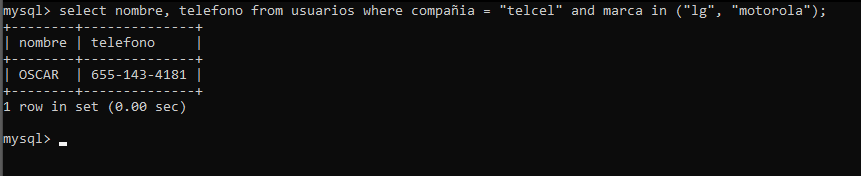 mysql> select nombre, telefono from usuarios where compañia = "telcel" and marca in ("lg", "motorola");
+--------+--------------+
| nombre | telefono     |
+--------+--------------+
| OSCAR  | 655-143-4181 |
+--------+--------------+
1 row in set (0.00 sec)
mysql> _